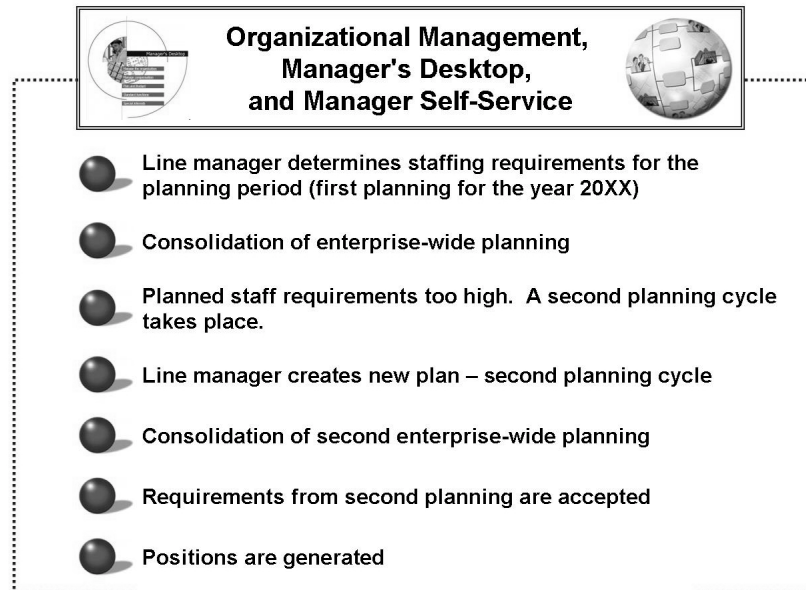 Manager's Desktop
Organizational Management,
Manager's Desktop,
and Manager Self-Service
Line manager determines staffing requirements for the
planning period (first planning for the year 20XX)
Consolidation of enterprise-wide planning
Planned staff requirements too high.  A second planning cycle
takes place.
Line manager creates new plan – second planning cycle
Consolidation of second enterprise-wide planning
Requirements from second planning are accepted
Positions are generated